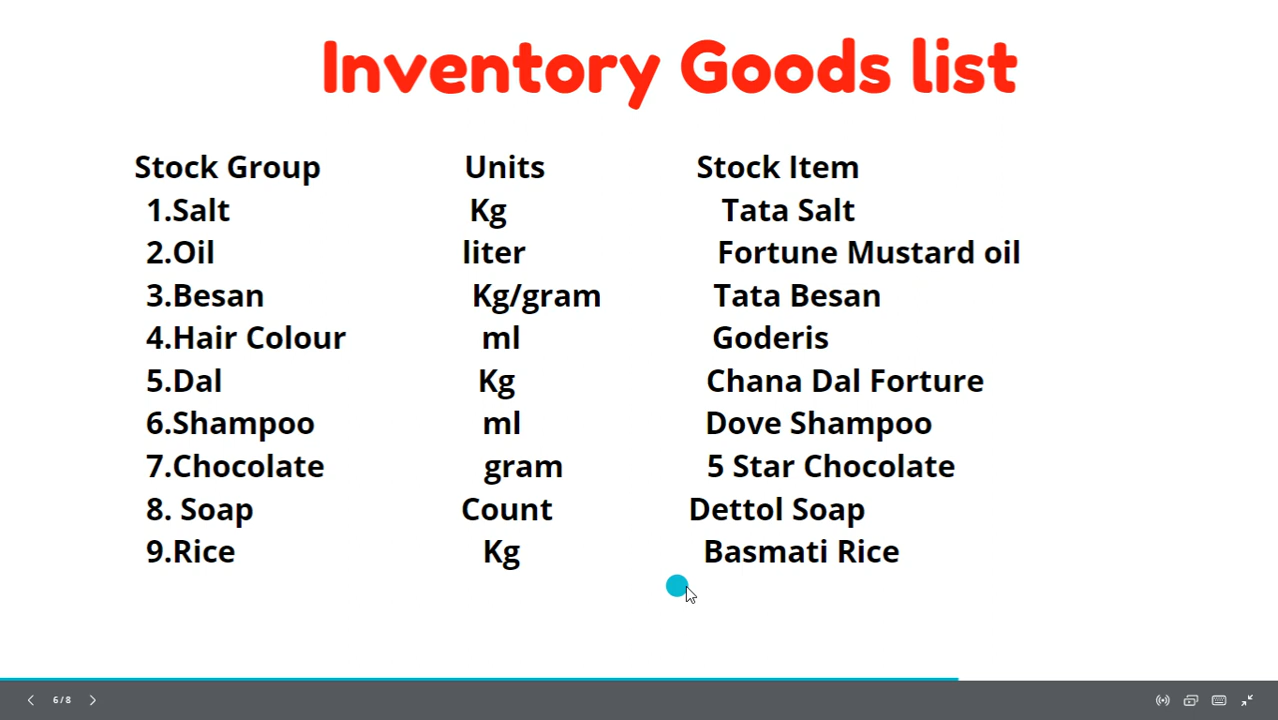 Inventory Goods list
Stock Group Units Stock Item
1.Salt Kg Tata Salt
2.Oil liter Fortune Mustard oil
3.Besan Kg/gram Tata Besan
4.Hair Colour ml Goderis
5.Dal Kg Chana Dal Forture
6.Shampoo ml Dove Shampoo
7.Chocolate gram 5 Star Chocolate
8. Soap Count Dettol Soap
9.Rice Kg Basmati Rice
6/8